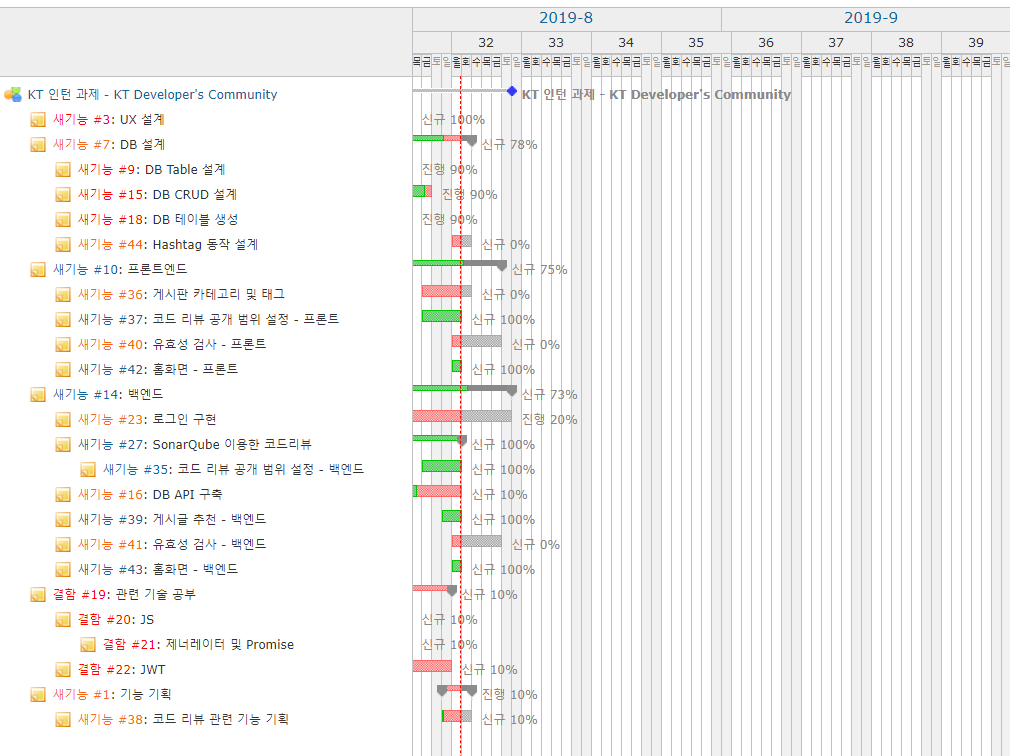 2019-8 2019-9
32 33 34 35 36 37 38 39
목금토일월화수목금토일월화수목금토일월화수목금토일월화수목금토일월화수목금토일월화수목금토일월화수목금토일월화수목금토일
KT 인턴 과제 - KT Developer's Community KT 인턴 과제 - KT Developer's Community
새기능 #3: UX 설계 신규 100%
새기능 #7: DB 설계 신규 78%
새기능 #9: DB Table 설계 진행 90%
새기능 #15: DB CRUD 설계 진행 90%
새기능 #18: DB 테이블 생성 진행 90%
새기능 #44: Hashtag 동작 설계 신규 0%
새기능 #10: 프론트엔드 신규 75%
새기능 #36: 게시판 카테고리 및 태그 신규 0%
새기능 #37: 코드 리뷰 공개 범위 설정 - 프론트 신규 100%
새기능 #40: 유효성 검사 - 프론트 신규 0%
새기능 #42: 홈화면 - 프론트 신규 100%
새기능 #14: 백엔드 신규 73%
새기능 #23: 로그인 구현 진행 20%
새기능 #27: SonarQube 이용한 코드리뷰 신규 100%
새기능 #35: 코드 리뷰 공개 범위 설정 - 백엔드 신규 100%
새기능 #16: DB API 구축 신규 10%
새기능 #39: 게시글 추천 - 백엔드 신규 100%
새기능 #41: 유효성 검사 - 백엔드 신규 0%
새기능 #43: 홈화면 - 백엔드 신규 100%
결함 #19: 관련 기술 공부 신규 10%
결함 #20: JS 신규 10%
결함 #21: 제너레이터 및 Promise 신규 10%
결함 #22: JWT 신규 10%
새기능 #1: 기능 기획 진행 10%
새기능 #38: 코드 리뷰 관련 기능 기획 신규 10%